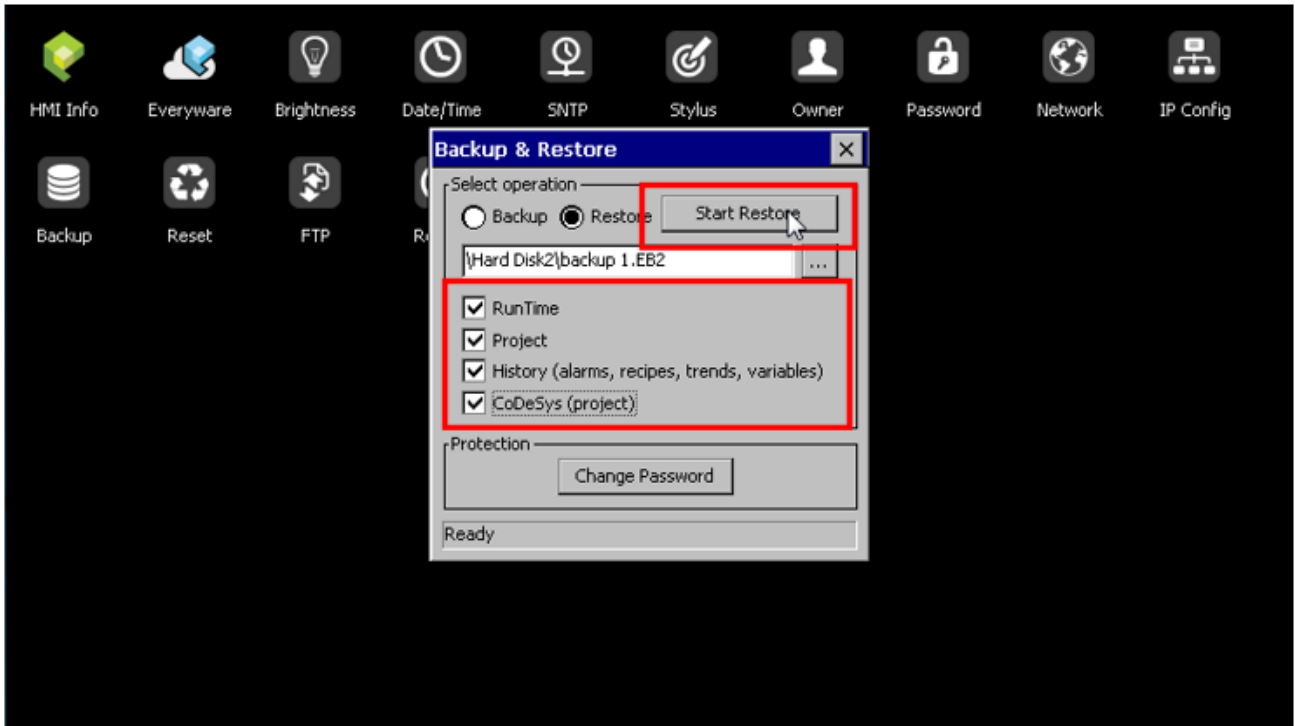 HMI Info Everyware Brightness Date/Time SNTP Stylus Owner Password Network IP Config
Backup Reset FTP
Backup & Restore
Select operation
Backup Restore Start Restore
\Hard Disk2\backup 1.EB2 ...
RunTime
Project
History (alarms, recipes, trends, variables)
CoDeSys (project)
Protection
Change Password
Ready